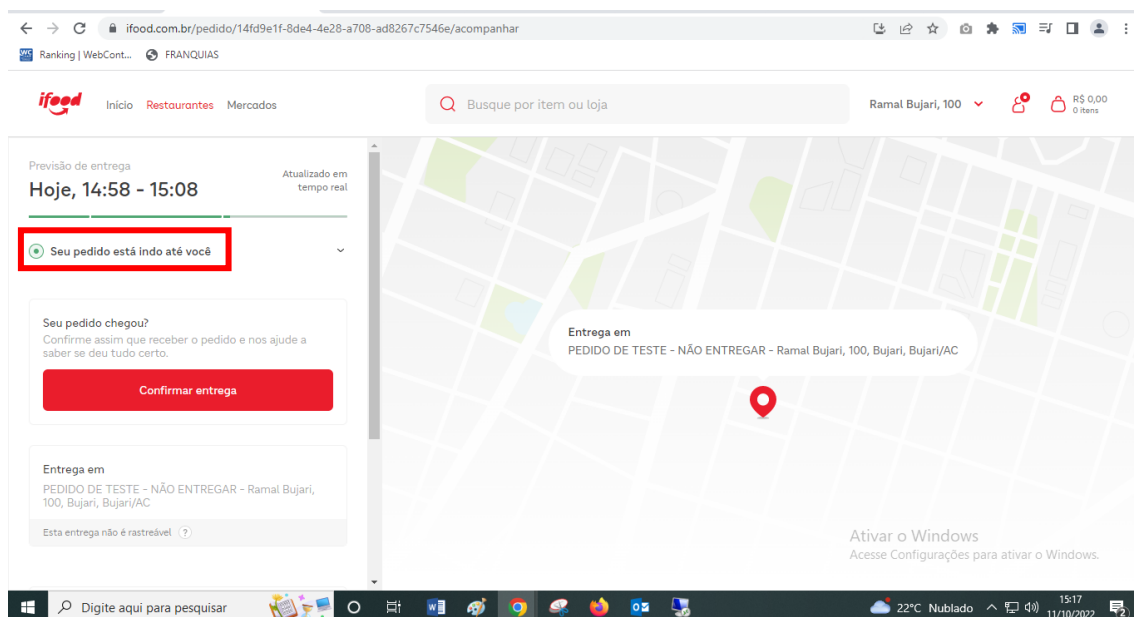 ifood.com.br/pedido/14fd9e1f-8de4-4e28-a708-ad8267c7546e/acompanhar
Ranking | WebCont... FRANQUIAS
ifood Início Restaurantes Mercados Busque por item ou loja Ramal Bujari, 100 R$ 0,00
0 itens
Previsão de entrega
Hoje, 14:58 - 15:08
Atualizado em
tempo real
Seu pedido está indo até você
Seu pedido chegou?
Confirme assim que receber o pedido e nos ajude a
saber se deu tudo certo.
Confirmar entrega
Entrega em
PEDIDO DE TESTE - NÃO ENTREGAR - Ramal Bujari,
100, Bujari, Bujari/AC
Esta entrega não é rastreável ?
Entrega em
PEDIDO DE TESTE - NÃO ENTREGAR - Ramal Bujari, 100, Bujari, Bujari/AC
Ativar o Windows
Acesse Configurações para ativar o Windows.
Digite aqui para pesquisar
22°C Nublado
15:17
11/10/2022
2